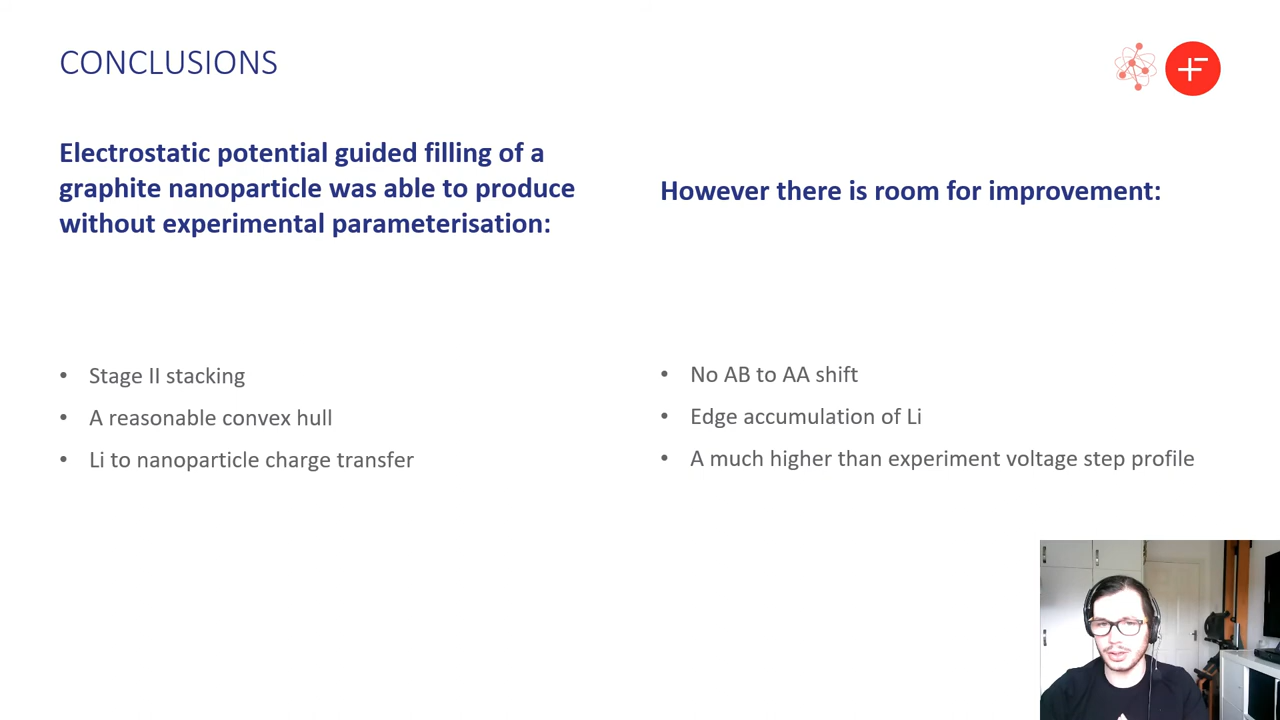 CONCLUSIONS
Electrostatic potential guided filling of a
graphite nanoparticle was able to produce
without experimental parameterisation:
• Stage II stacking
• A reasonable convex hull
• Li to nanoparticle charge transfer
However there is room for improvement:
• No AB to AA shift
• Edge accumulation of Li
• A much higher than experiment voltage step profile